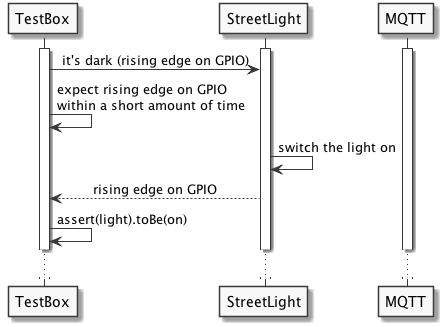 TestBox
StreetLight
MQTT
it's dark (rising edge on GPIO)
expect rising edge on GPIO
within a short amount of time
switch the light on
rising edge on GPIO
assert(light).toBe(on)
TestBox
StreetLight
MQTT